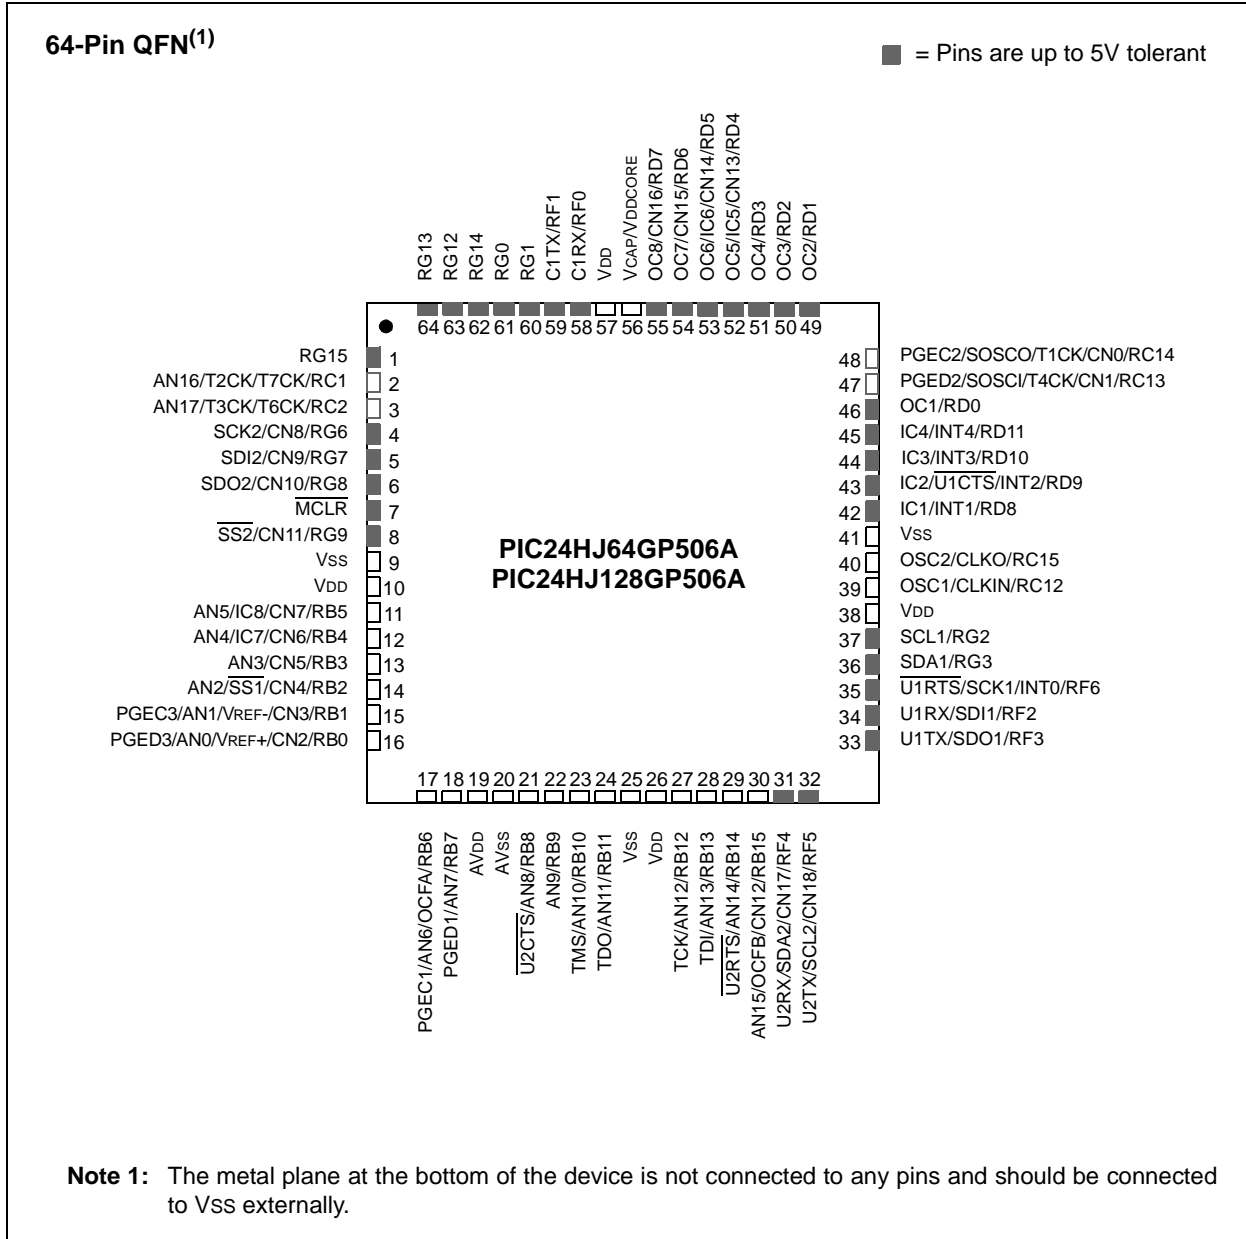 64-Pin QFN(1)
= Pins are up to 5V tolerant
RG13
RG12
RG14
RG0
RG1
C1TX/RF1
C1RX/RF0
VDD
VCAP/VDDCORE
OC8/CN16/RD7
OC7/CN15/RD6
OC6/IC6/CN14/RD5
OC5/IC5/CN13/RD4
OC4/RD3
OC3/RD2
OC2/RD1
64 63 62 61 60 59 58 57 56 55 54 53 52 51 50 49
RG15 1
AN16/T2CK/T7CK/RC1 2
AN17/T3CK/T6CK/RC2 3
SCK2/CN8/RG6 4
SDI2/CN9/RG7 5
SDO2/CN10/RG8 6
MCLR 7
SS2/CN11/RG9 8
VSS 9
VDD 10
AN5/IC8/CN7/RB5 11
AN4/IC7/CN6/RB4 12
AN3/CN5/RB3 13
AN2/SS1/CN4/RB2 14
PGEC3/AN1/VREF-/CN3/RB1 15
PGED3/AN0/VREF+/CN2/RB0 16
PIC24HJ64GP506A
PIC24HJ128GP506A
48 PGEC2/SOSCO/T1CK/CN0/RC14
47 PGED2/SOSCI/T4CK/CN1/RC13
46 OC1/RD0
45 IC4/INT4/RD11
44 IC3/INT3/RD10
43 IC2/U1CTS/INT2/RD9
42 IC1/INT1/RD8
41 VSS
40 OSC2/CLKO/RC15
39 OSC1/CLKIN/RC12
38 VDD
37 SCL1/RG2
36 SDA1/RG3
35 U1RTS/SCK1/INT0/RF6
34 U1RX/SDI1/RF2
33 U1TX/SDO1/RF3
17 18 19 20 21 22 23 24 25 26 27 28 29 30 31 32
PGEC1/AN6/OCFA/RB6
PGED1/AN7/RB7
AVDD
AVSS
U2CTS/AN8/RB8
AN9/RB9
TMS/AN10/RB10
TDO/AN11/RB11
VSS
VDD
TCK/AN12/RB12
TDI/AN13/RB13
U2RTS/AN14/RB14
AN15/OCFB/CN12/RB15
U2RX/SDA2/CN17/RF4
U2TX/SCL2/CN18/RF5
Note 1: The metal plane at the bottom of the device is not connected to any pins and should be connected
to VSS externally.